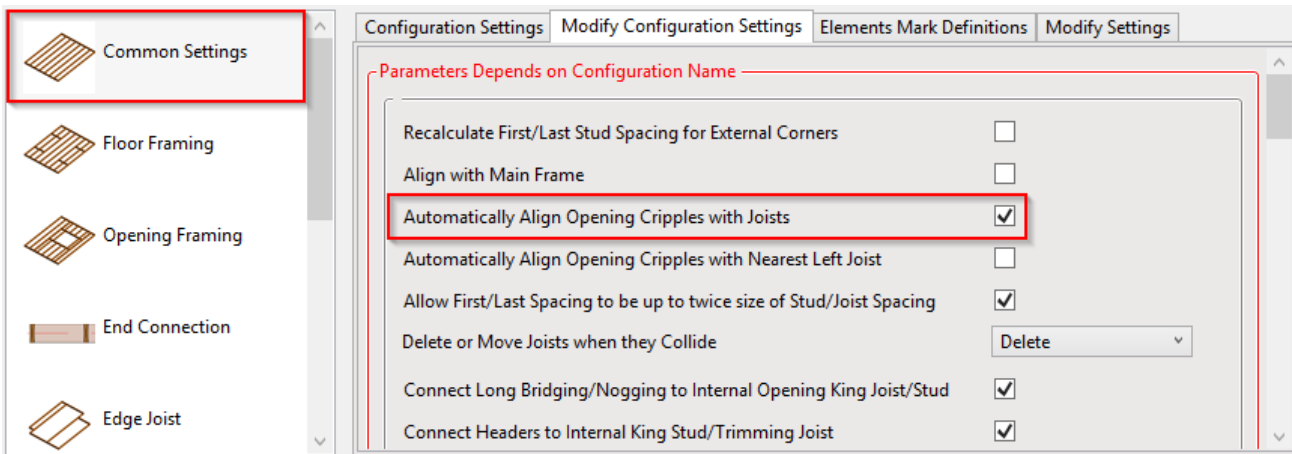 Common Settings
Floor Framing
Opening Framing
End Connection
Edge Joist
Configuration Settings
Modify Configuration Settings
Elements Mark Definitions
Modify Settings
Parameters Depends on Configuration Name
Recalculate First/Last Stud Spacing for External Corners
Align with Main Frame
Automatically Align Opening Cripples with Joists
Automatically Align Opening Cripples with Nearest Left Joist
Allow First/Last Spacing to be up to twice size of Stud/Joist Spacing
Delete or Move Joists when they Collide Delete
Connect Long Bridging/Nogging to Internal Opening King Joist/Stud
Connect Headers to Internal King Stud/Trimming Joist